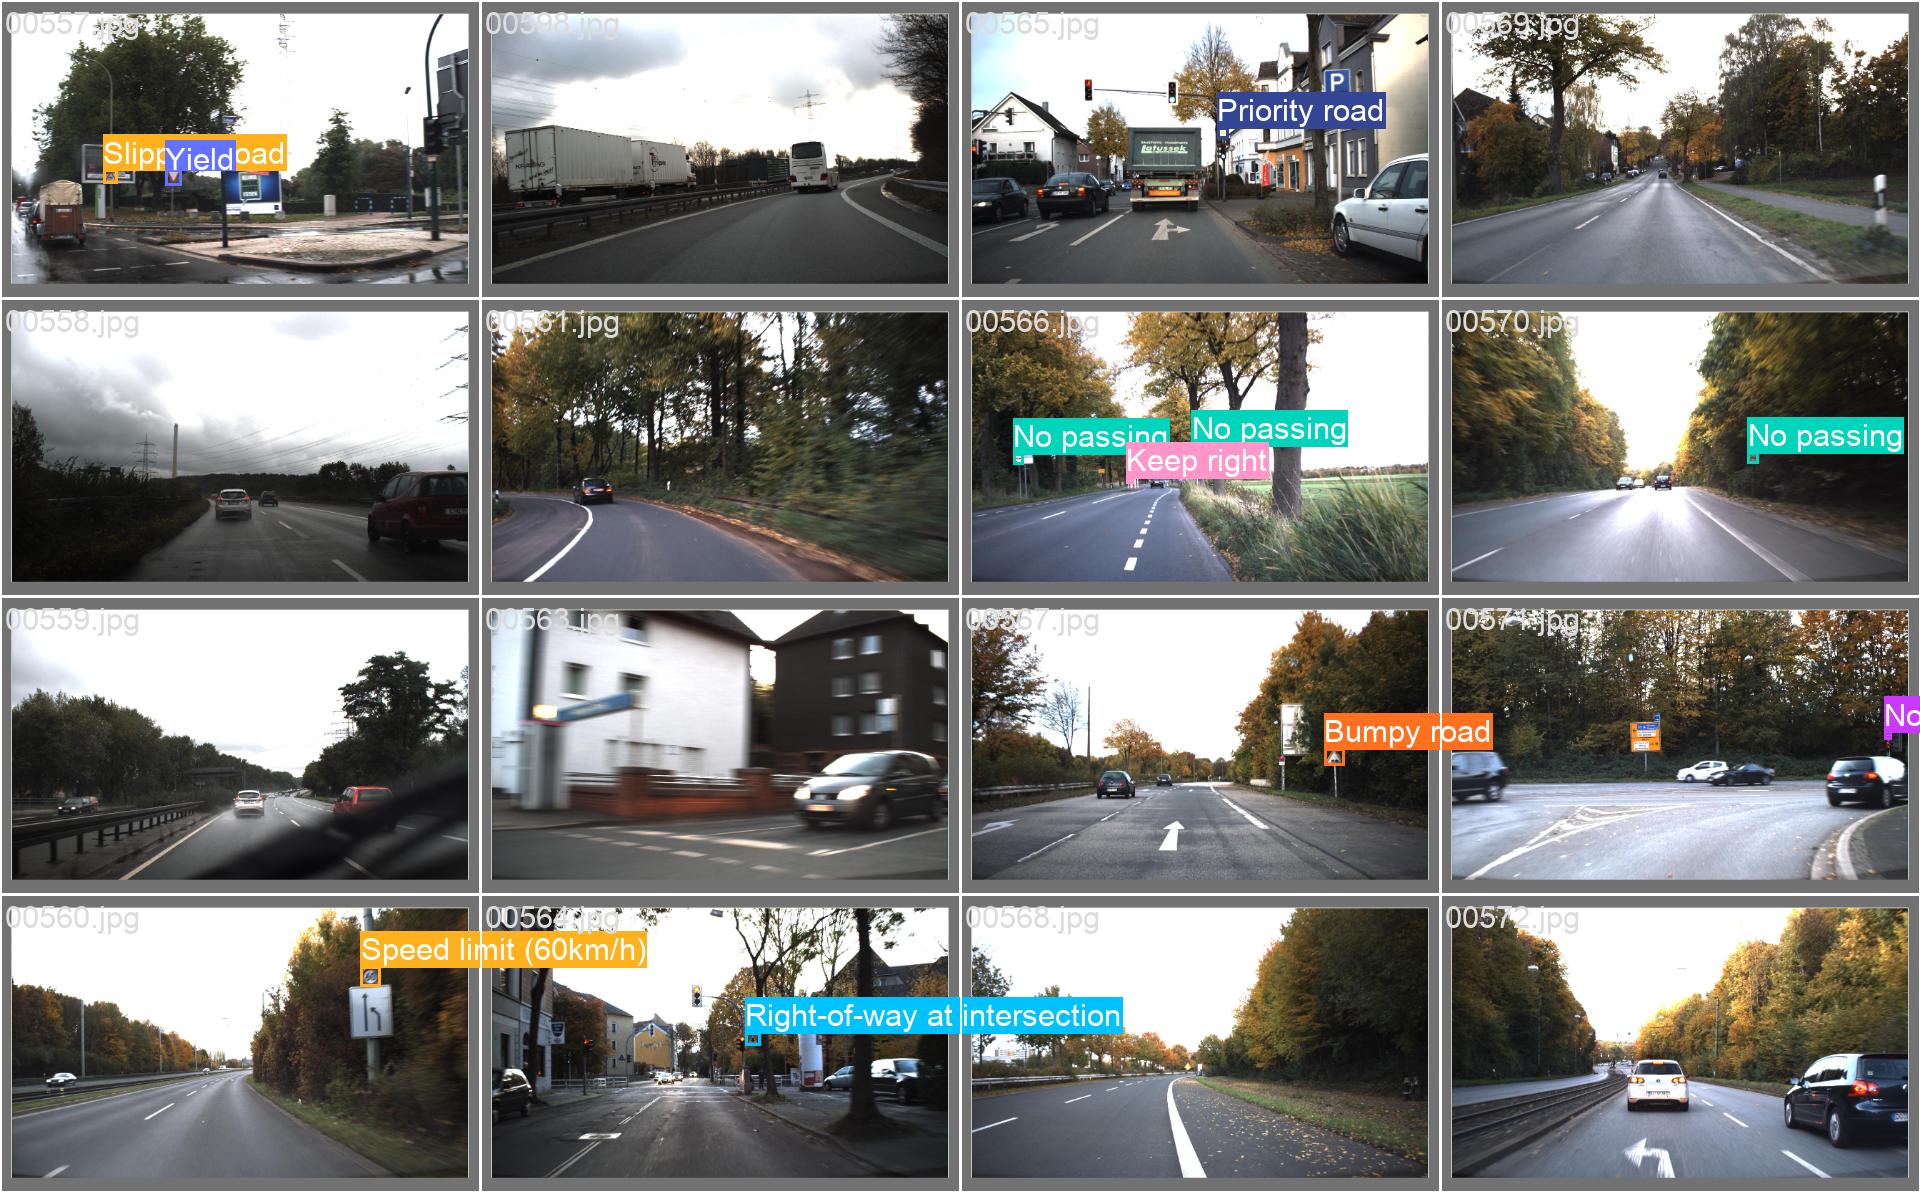 00557.jpg
00598.jpg
00565.jpg
00569.jpg
P
Priority road
Yield
Latussek
00558.jpg
00561.jpg
00566.jpg
00570.jpg
No passing
No passing
Keep right
No passing
00559.jpg
00563.jpg
00567.jpg
00571.jpg
No
Bumpy road
00560.jpg
00564.jpg
00568.jpg
00572.jpg
Speed limit (60km/h)
Right-of-way at intersection